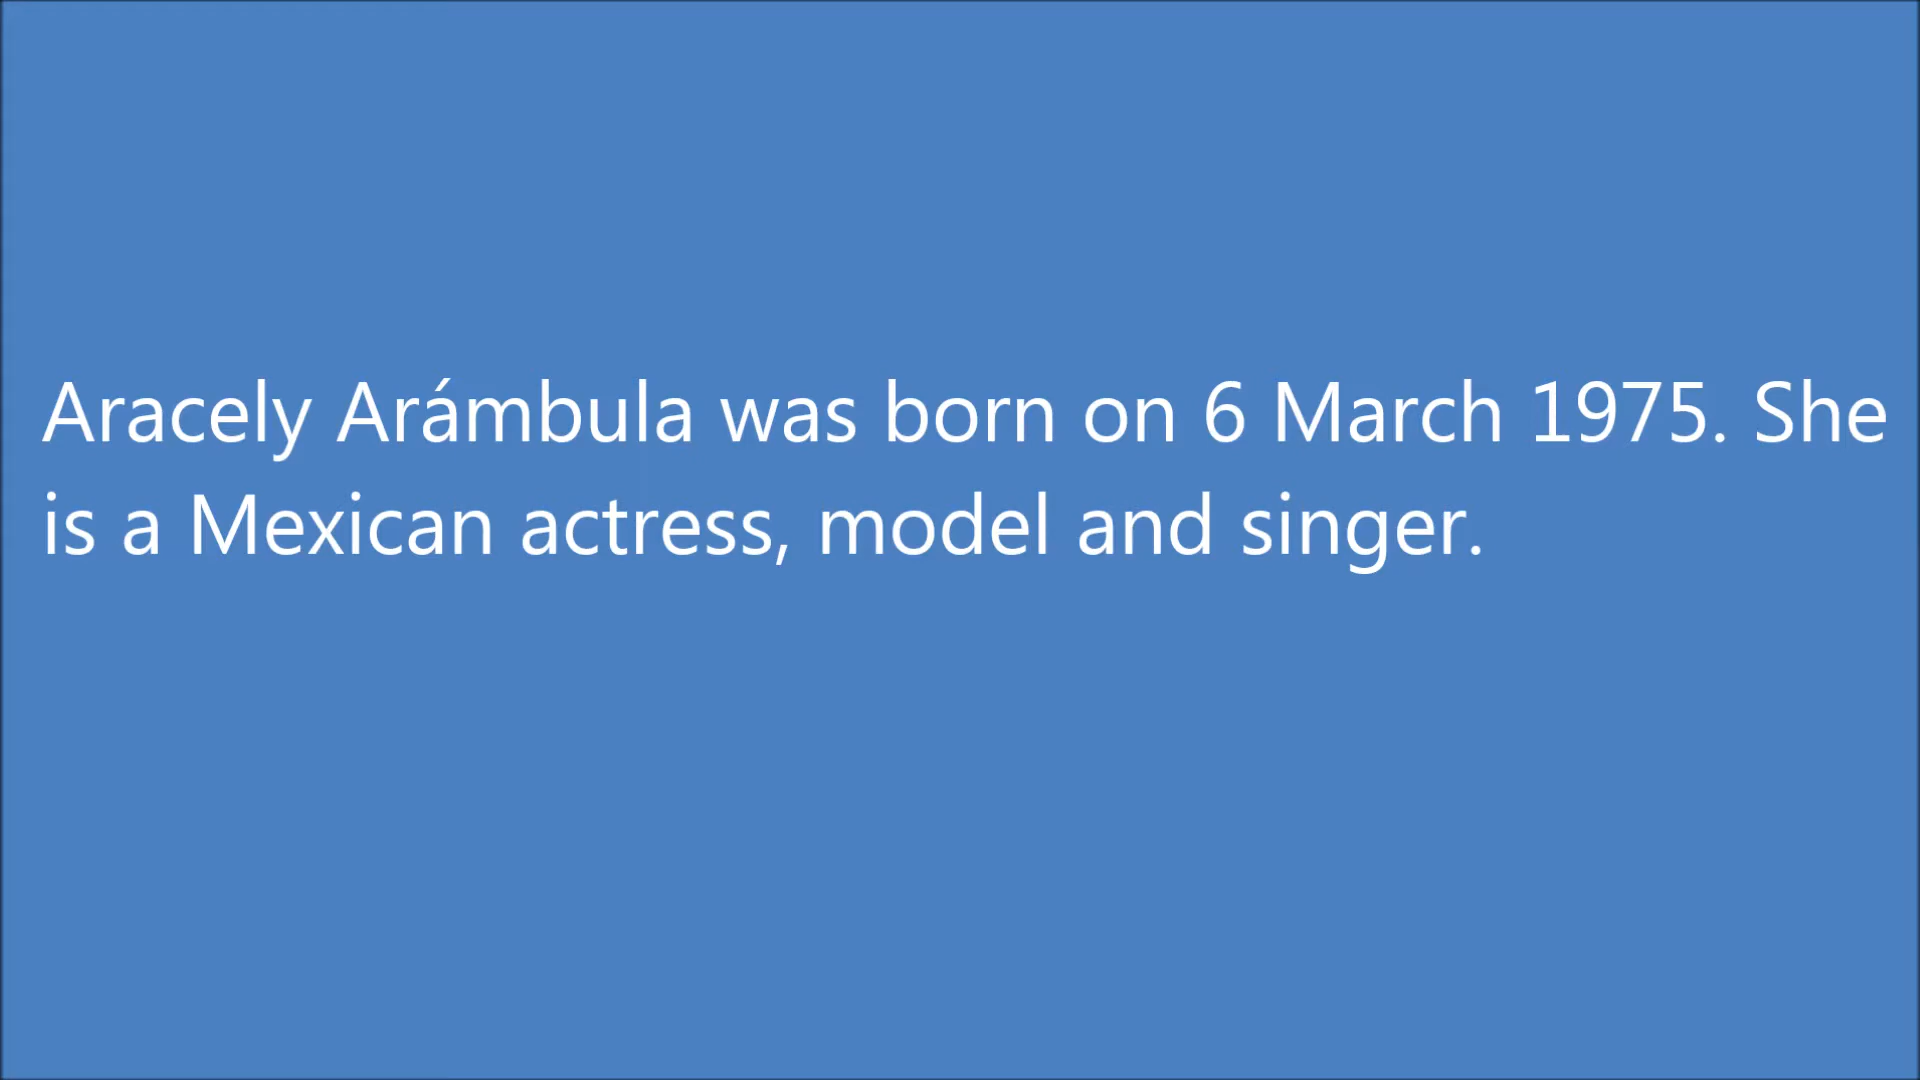 Aracely Arámbula was born on 6 March 1975. She
is a Mexican actress, model and singer.